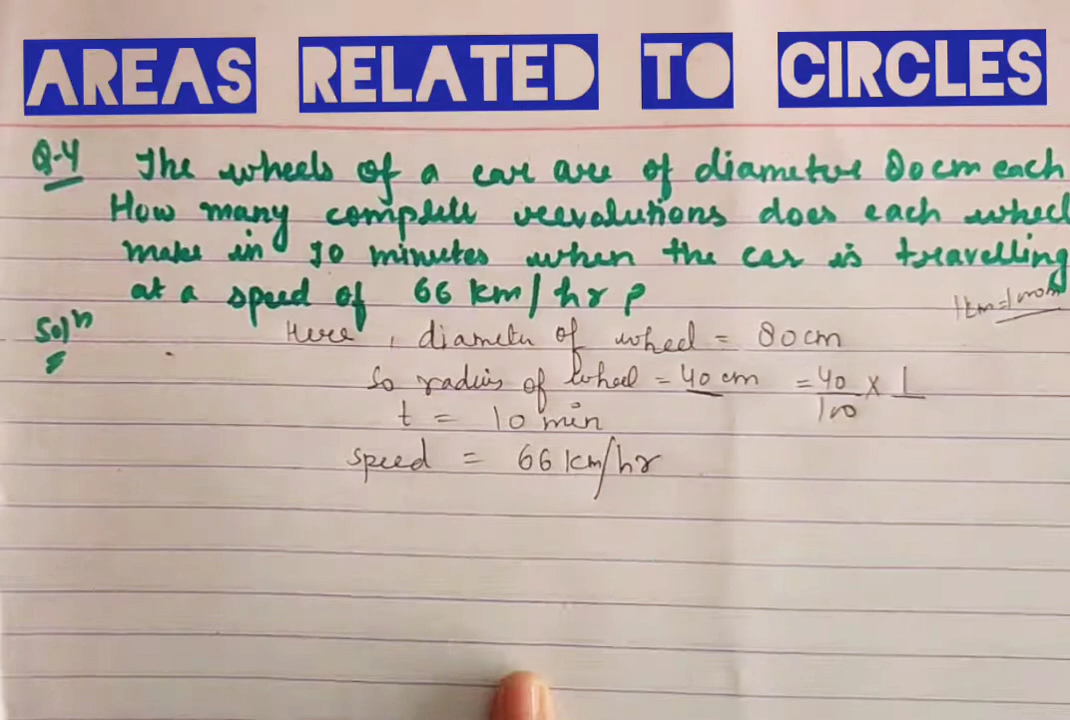 AREAS RELATED TO CIRCLES
Q-4 The wheels of a car are of diameter 80 cm each
How many complete reevolutions does each wheel
make in 10 minutes when the car is travelling
at a speed of 66 km/hr ?
1km=1000m
Solⁿ Here, diameter of wheel = 80 cm
So radius of wheel = 40 cm = 40/100 × 1
t = 10 min
speed = 66 km/hr